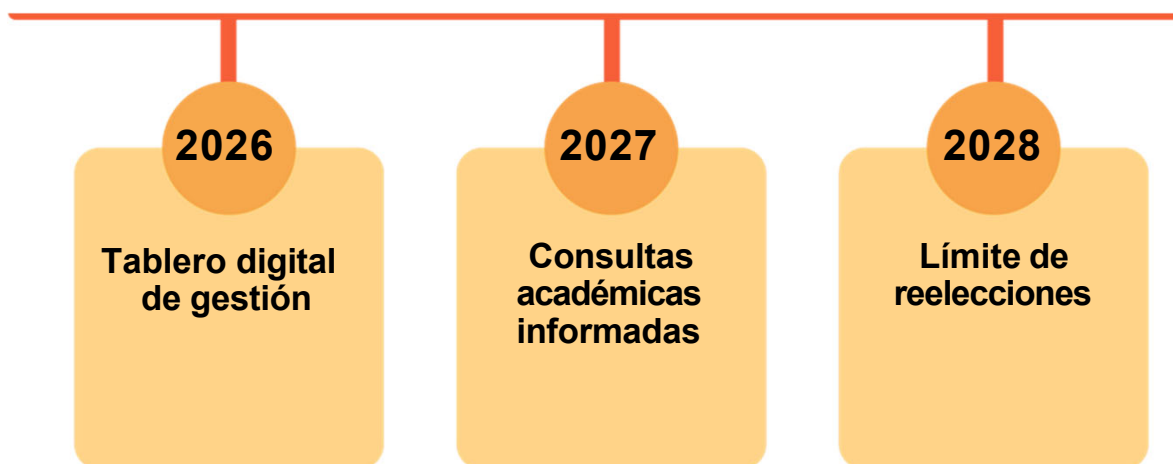 2026
Tablero digital
de gestión
2027
Consultas
académicas
informadas
2028
Límite de
reelecciones